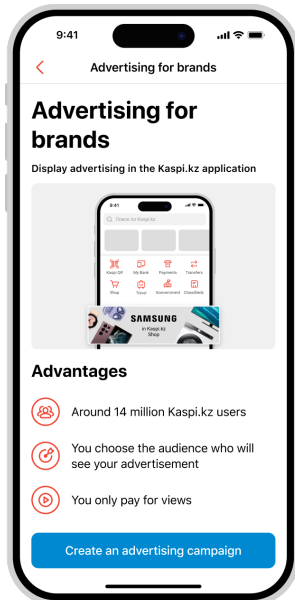 9:41
Advertising for brands
Advertising for
brands
Display advertising in the Kaspi.kz application
9:41
Поиск по Kaspi.kz
Kaspi QR My Bank Payments Transfers
Shop Travel Government Classifieds
SAMSUNG
in Kaspi.kz
Shop
Advantages
Around 14 million Kaspi.kz users
You choose the audience who will
see your advertisement
You only pay for views
Create an advertising campaign